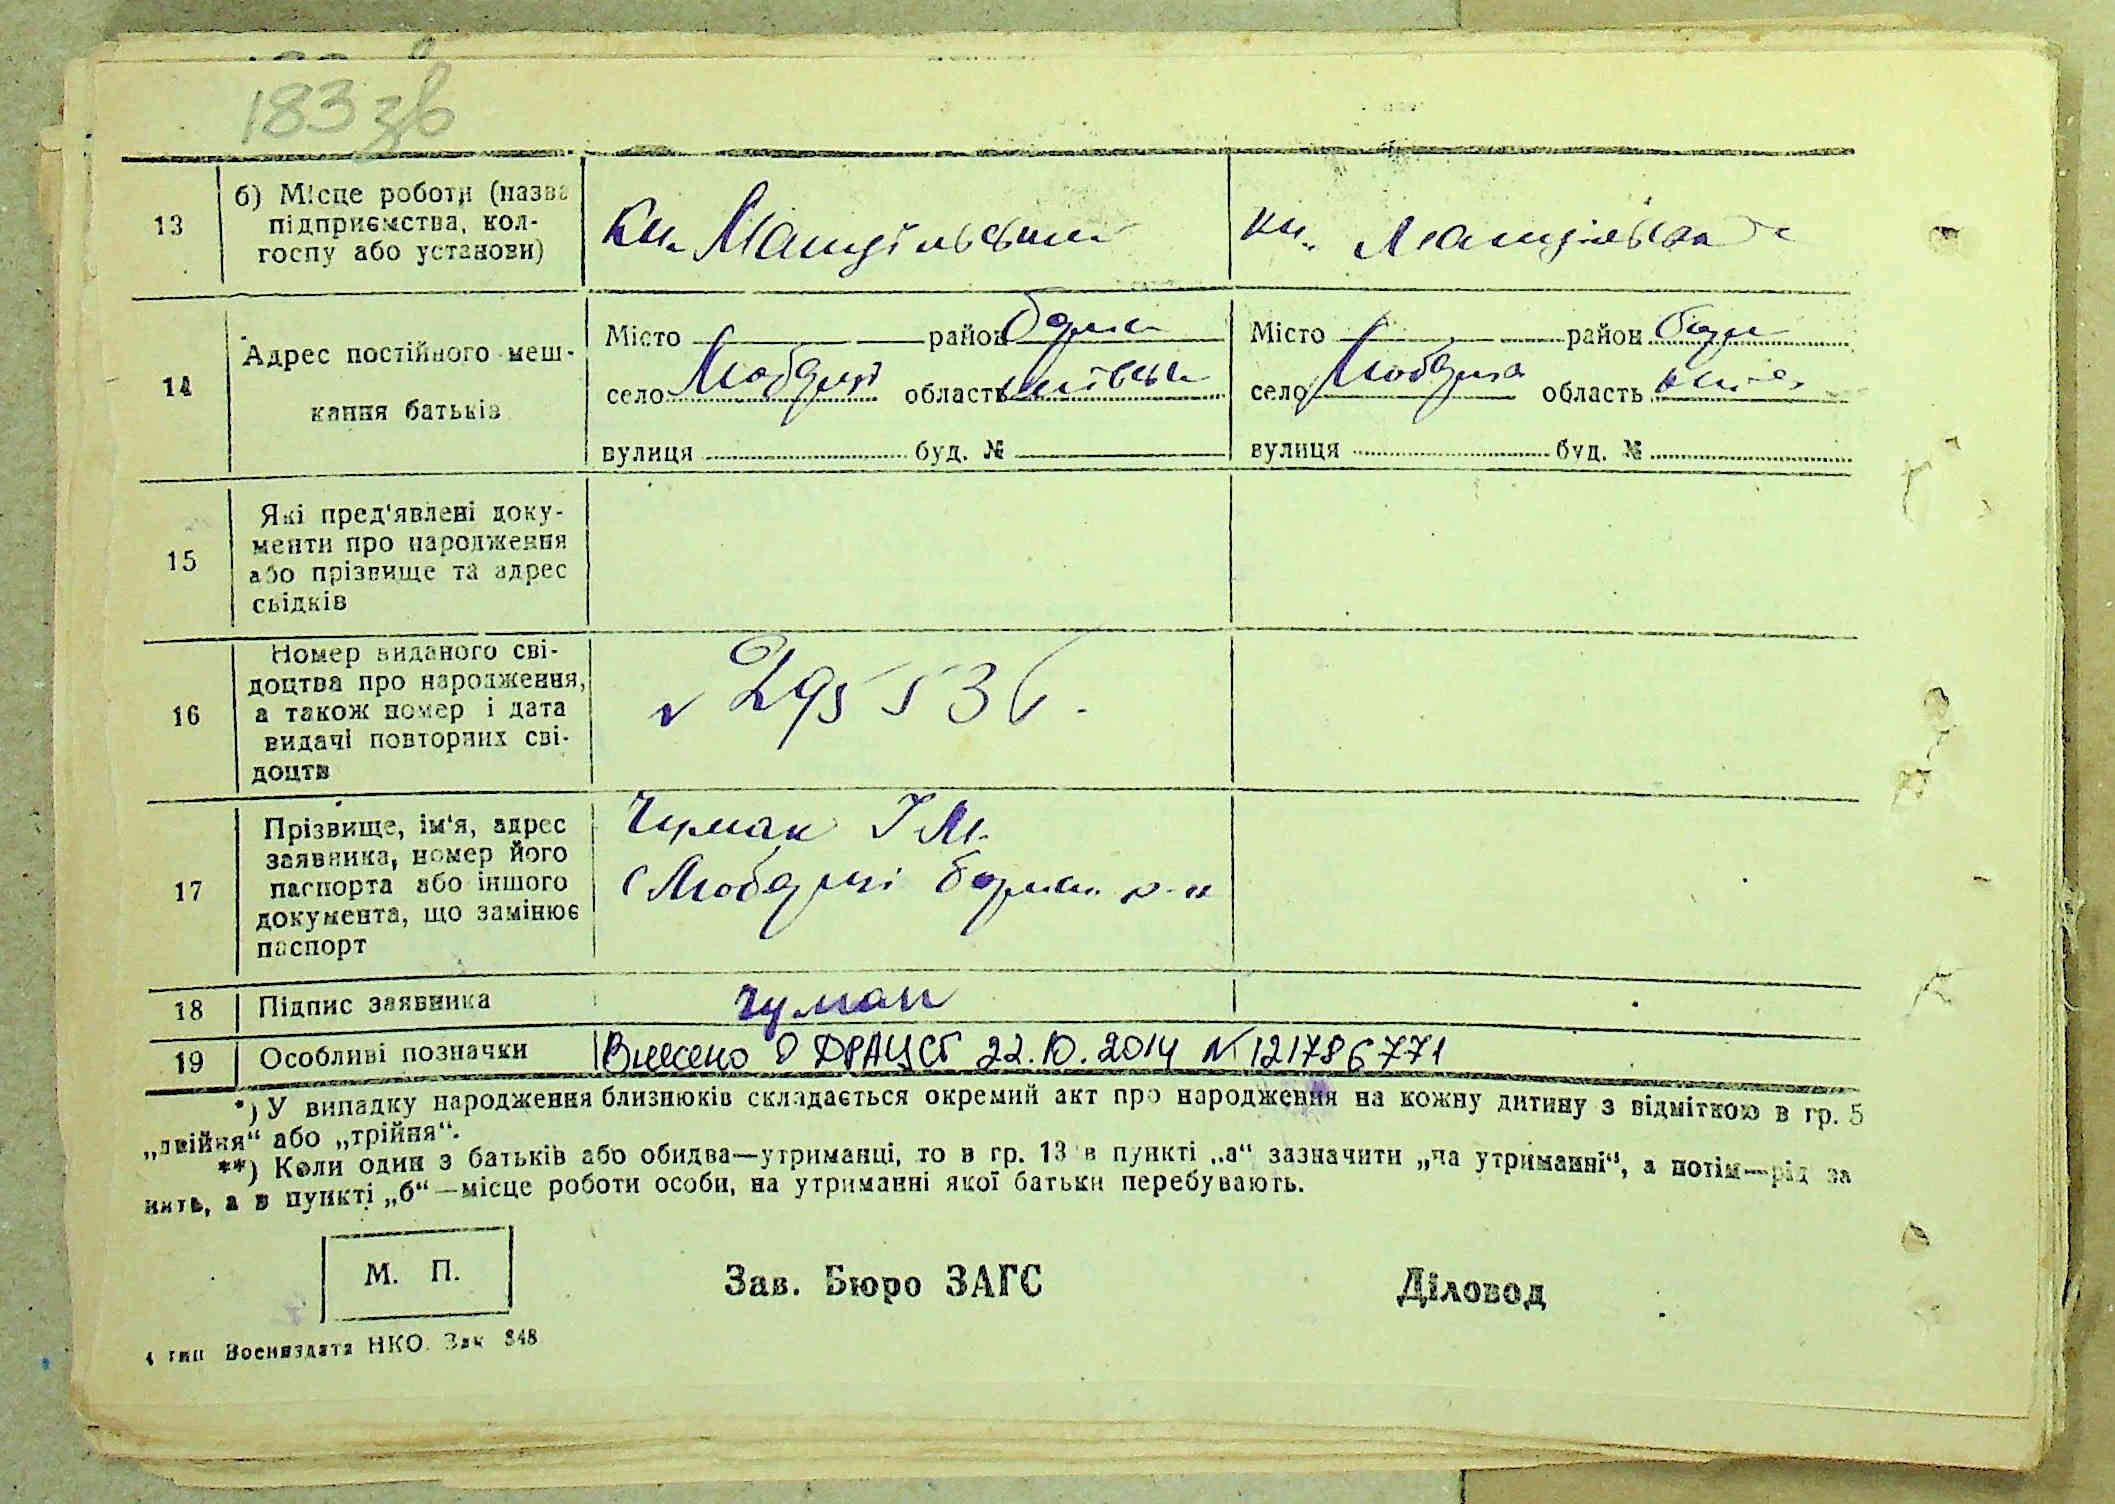 183 зв
13
б) Місце роботи (назва
підприємства, кол-
госпу або установи)
14
Адрес постійного меш-
кання батьків
Місто район
село область
вулиця буд. №
Місто район
село область
вулиця буд. №
15
Які пред'явлені доку-
менти про народження
або прізвище та адрес
свідків
16
Номер виданого сві-
доцтва про народження,
а також номер і дата
видачі повторних сві-
доцтв
295536.
17
Прізвище, ім'я, адрес
заявника, номер його
паспорта або іншого
документа, що замінює
паспорт
Чумак І М.
с Любарці р-н
18 Підпис заявника Чумак
19 Особливі позначки Внесено о ДРАЦСГ 22.10.2014 N 121786771
*) У випадку народження близнюків складається окремий акт про народження на кожну дитину з відміткою в гр. 5
„двійня“ або „трійня“.
**) Коли один з батьків або обидва—утриманці, то в гр. 13 в пункті „а“ зазначити „на утриманні“, а потім—рід за
нять, а в пункті „б“—місце роботи особи, на утриманні якої батьки перебувають.
М. П.
Зав. Бюро ЗАГС
Діловод
4 тип Воениздата НКО. Зак 848